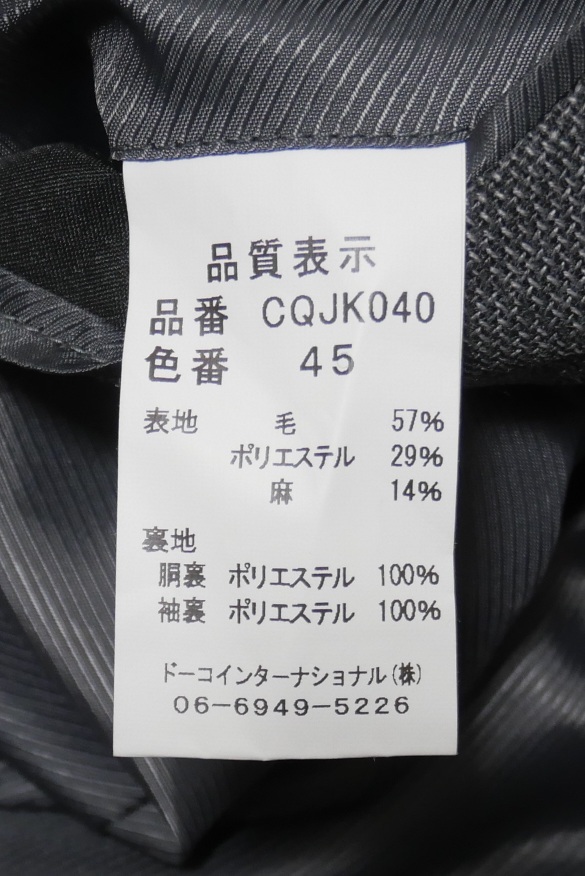 品質表示
品番 CQJK040
色番 45
表地 毛 57%
ポリエステル 29%
麻 14%
裏地
胴裏 ポリエステル 100%
袖裏 ポリエステル 100%
ドーコインターナショナル(株)
06-6949-5226